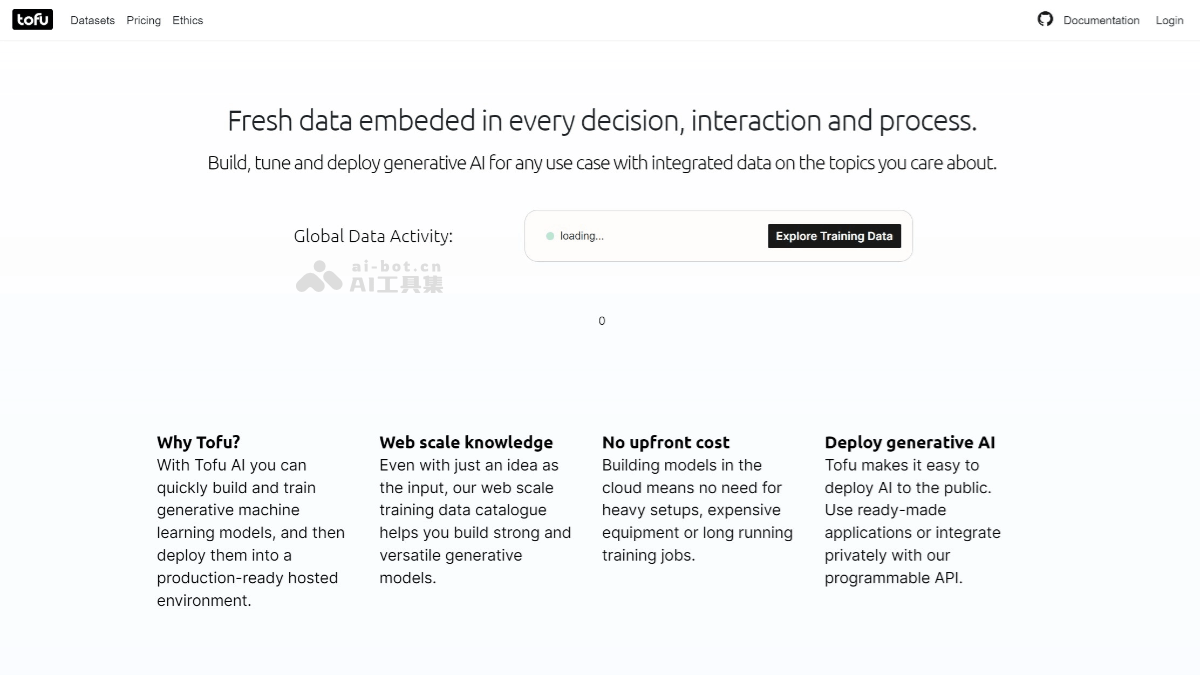 tofu Datasets Pricing Ethics Documentation Login
Fresh data embeded in every decision, interaction and process.
Build, tune and deploy generative AI for any use case with integrated data on the topics you care about.
Global Data Activity:
loading...
Explore Training Data
ai-bot.cn
AI工具集
0
Why Tofu?
With Tofu AI you can
quickly build and train
generative machine
learning models, and then
deploy them into a
production-ready hosted
environment.
Web scale knowledge
Even with just an idea as
the input, our web scale
training data catalogue
helps you build strong and
versatile generative
models.
No upfront cost
Building models in the
cloud means no need for
heavy setups, expensive
equipment or long running
training jobs.
Deploy generative AI
Tofu makes it easy to
deploy AI to the public.
Use ready-made
applications or integrate
privately with our
programmable API.